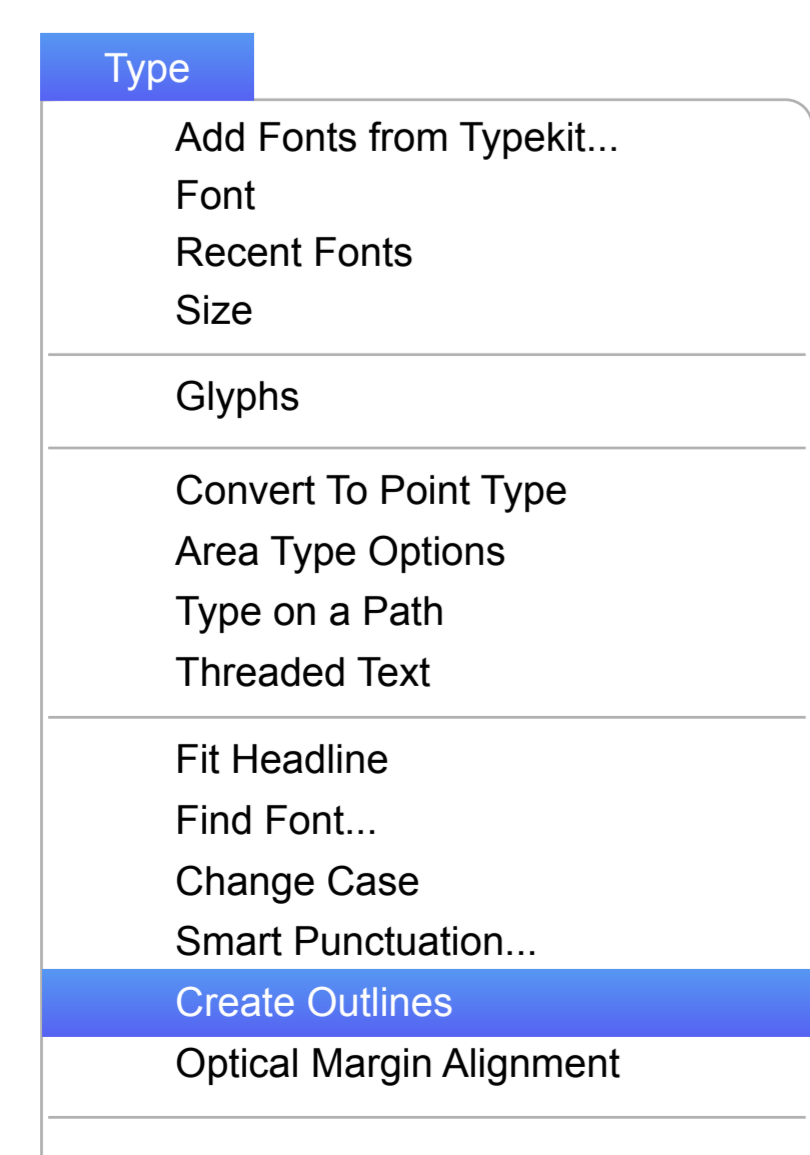 Type
Add Fonts from Typekit...
Font
Recent Fonts
Size
Glyphs
Convert To Point Type
Area Type Options
Type on a Path
Threaded Text
Fit Headline
Find Font...
Change Case
Smart Punctuation...
Create Outlines
Optical Margin Alignment